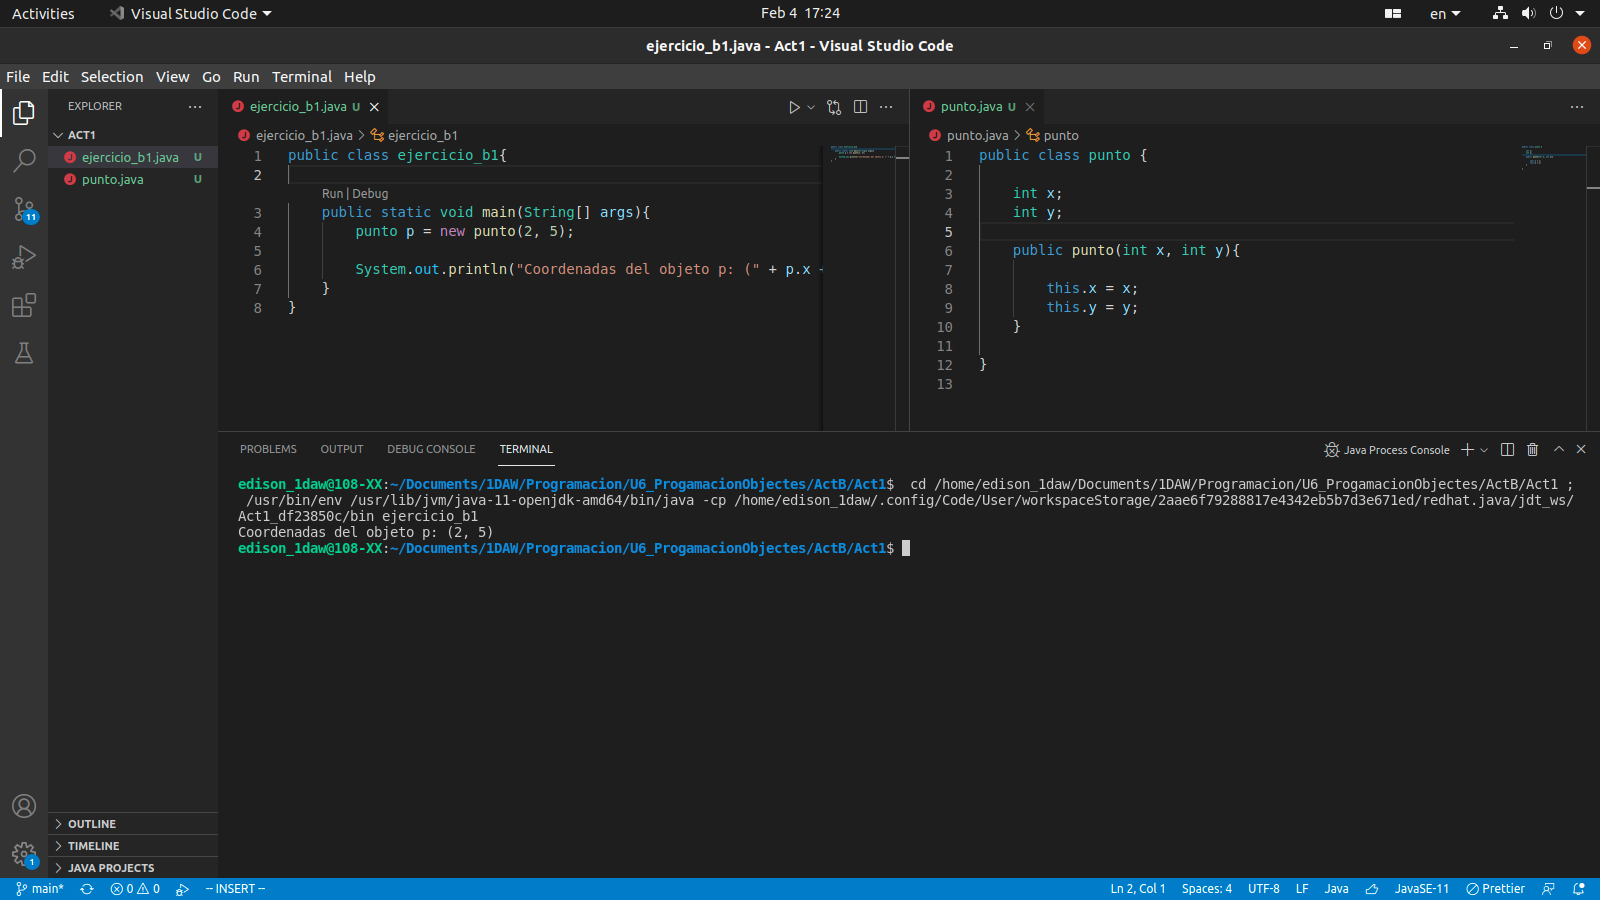 Activities Visual Studio Code Feb 4 17:24 en
ejercicio_b1.java - Act1 - Visual Studio Code
File Edit Selection View Go Run Terminal Help
EXPLORER
ACT1
ejercicio_b1.java U
punto.java U
11
OUTLINE
TIMELINE
JAVA PROJECTS
1
ejercicio_b1.java U
ejercicio_b1.java > ejercicio_b1
1 public class ejercicio_b1{
2
Run | Debug
3 public static void main(String[] args){
4 punto p = new punto(2, 5);
5
6 System.out.println("Coordenadas del objeto p: (" + p.x +
7 }
8 }
punto.java U
punto.java > punto
1 public class punto {
2
3 int x;
4 int y;
5
6 public punto(int x, int y){
7
8 this.x = x;
9 this.y = y;
10 }
11
12 }
13
PROBLEMS OUTPUT DEBUG CONSOLE TERMINAL Java Process Console
edison_1daw@108-XX:~/Documents/1DAW/Programacion/U6_ProgamacionObjectes/ActB/Act1$ cd /home/edison_1daw/Documents/1DAW/Programacion/U6_ProgamacionObjectes/ActB/Act1 ;
/usr/bin/env /usr/lib/jvm/java-11-openjdk-amd64/bin/java -cp /home/edison_1daw/.config/Code/User/workspaceStorage/2aae6f79288817e4342eb5b7d3e671ed/redhat.java/jdt_ws/
Act1_df23850c/bin ejercicio_b1
Coordenadas del objeto p: (2, 5)
edison_1daw@108-XX:~/Documents/1DAW/Programacion/U6_ProgamacionObjectes/ActB/Act1$
main* 0 0 -- INSERT -- Ln 2, Col 1 Spaces: 4 UTF-8 LF Java JavaSE-11 Prettier